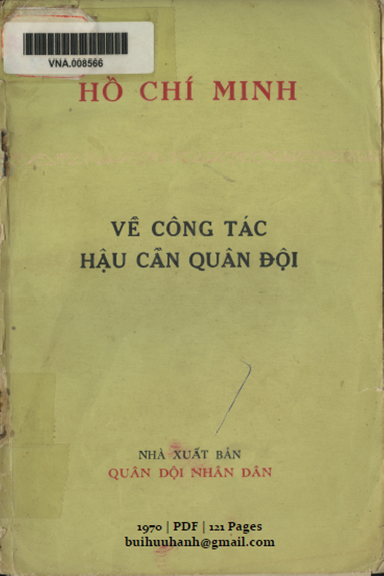 VNA.008566
HỒ CHÍ MINH
VỀ CÔNG TÁC
HẬU CẦN QUÂN ĐỘI
NHÀ XUẤT BẢN
QUÂN ĐỘI NHÂN DÂN
1970 | PDF | 121 Pages
buihuuhanh@gmail.com